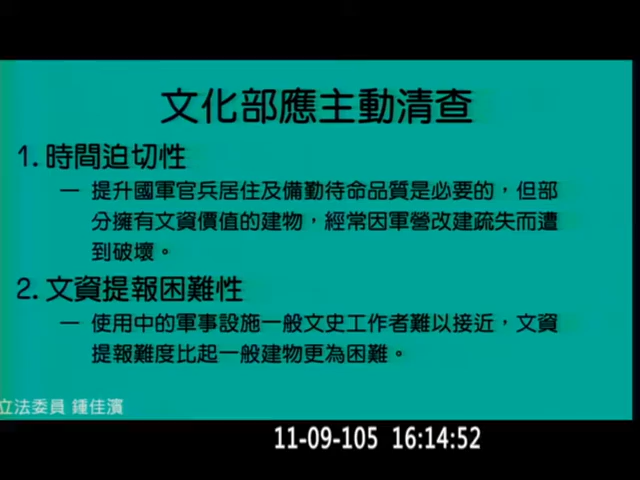 文化部應主動清查
1. 時間迫切性
— 提升國軍官兵居住及備勤待命品質是必要的，但部
分擁有文資價值的建物，經常因軍營改建疏失而遭
到破壞。
2. 文資提報困難性
— 使用中的軍事設施一般文史工作者難以接近，文資
提報難度比起一般建物更為困難。
立法委員 鍾佳濱
11-09-105 16:14:52